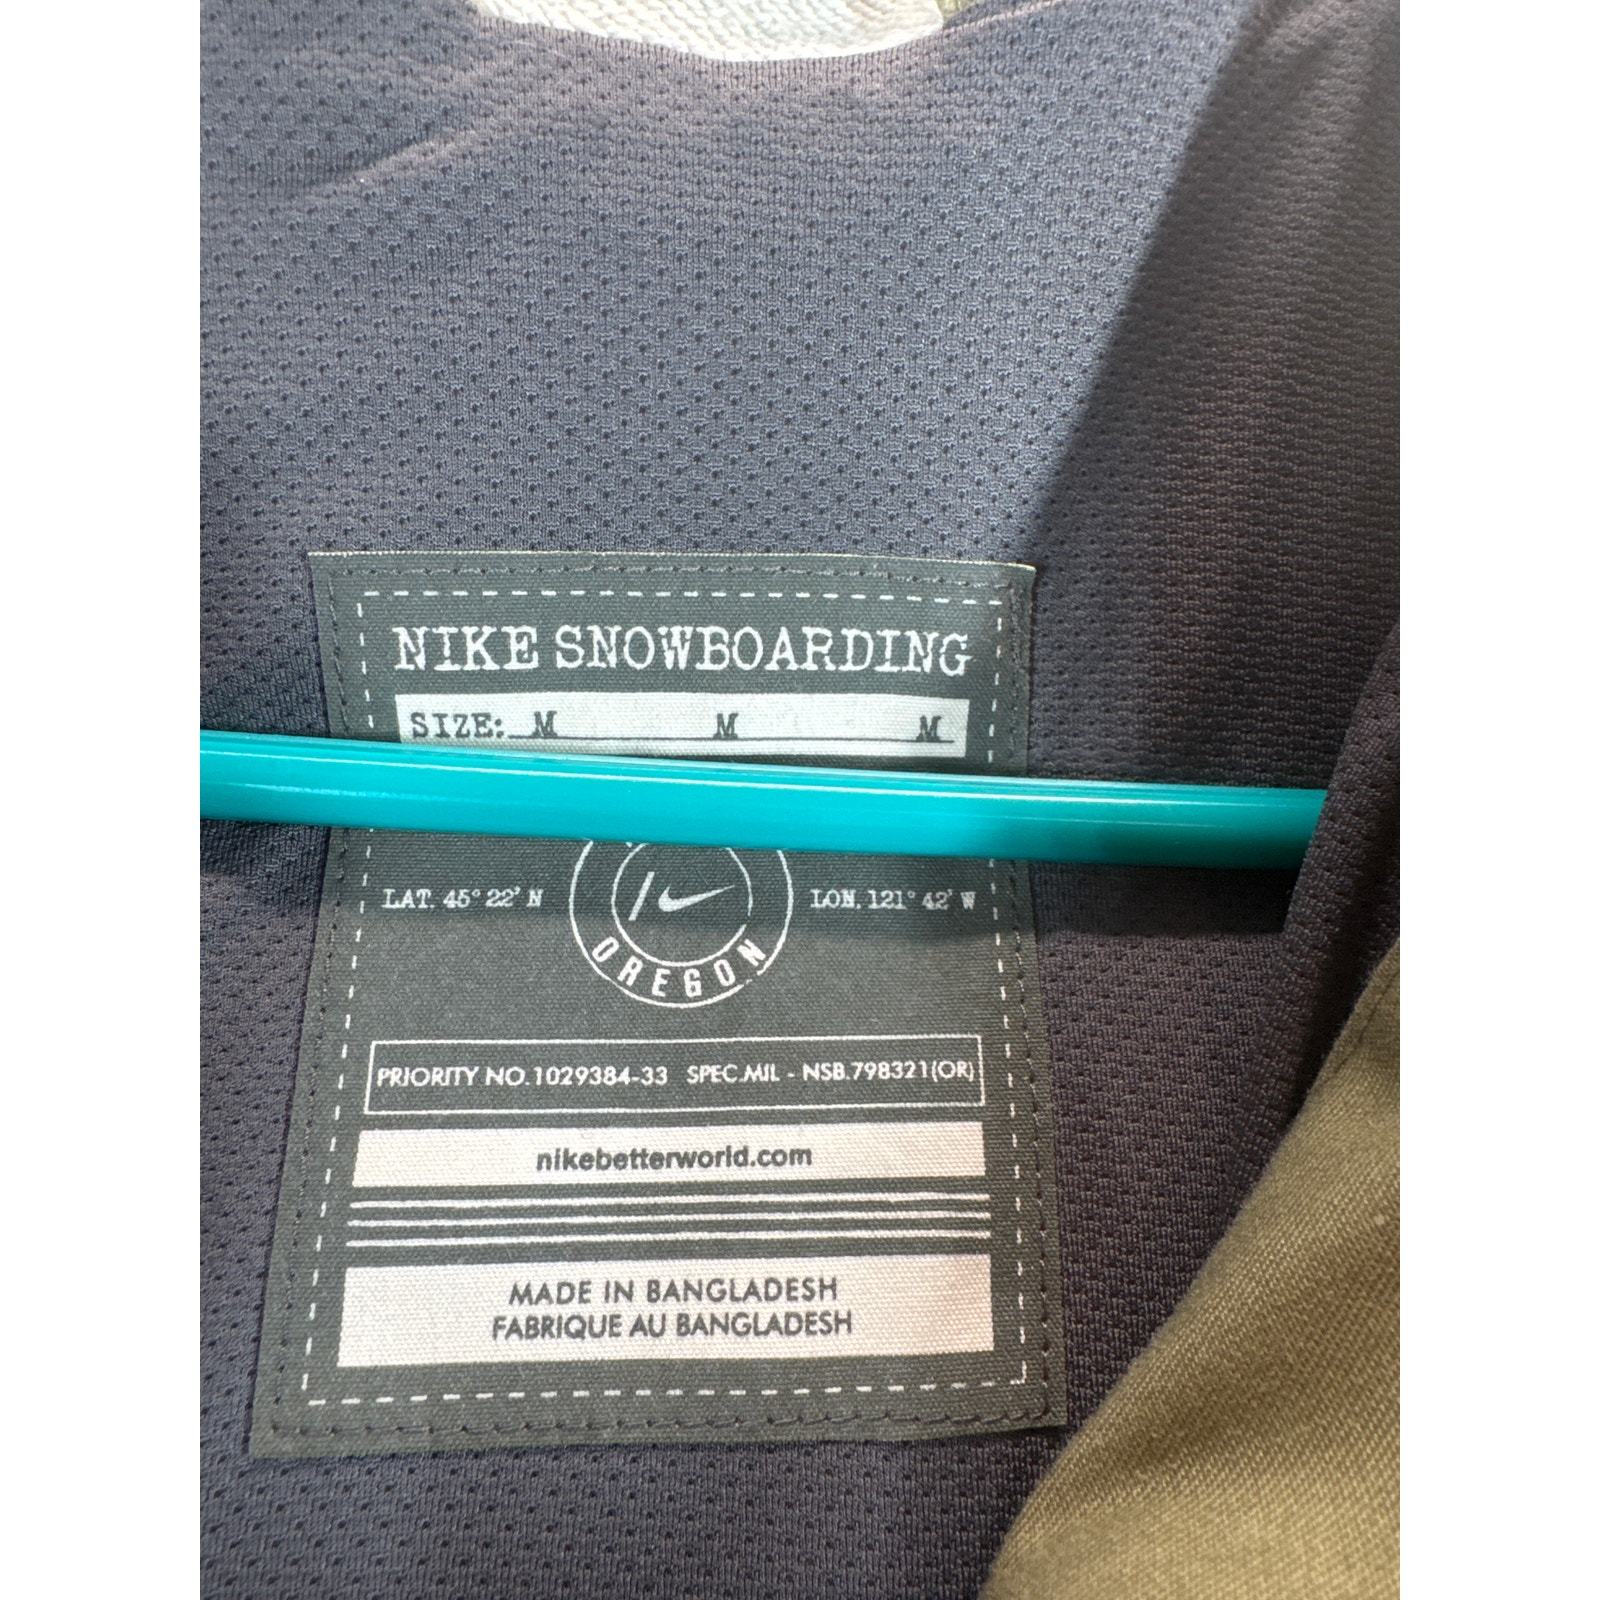 NIKE SNOWBOARDING
SIZE: M M M
LAT. 45° 22' N
LON. 121° 42' W
OREGON
PRIORITY NO.1029384-33 SPEC.MIL - NSB.798321(OR)
nikebetterworld.com
MADE IN BANGLADESH
FABRIQUE AU BANGLADESH